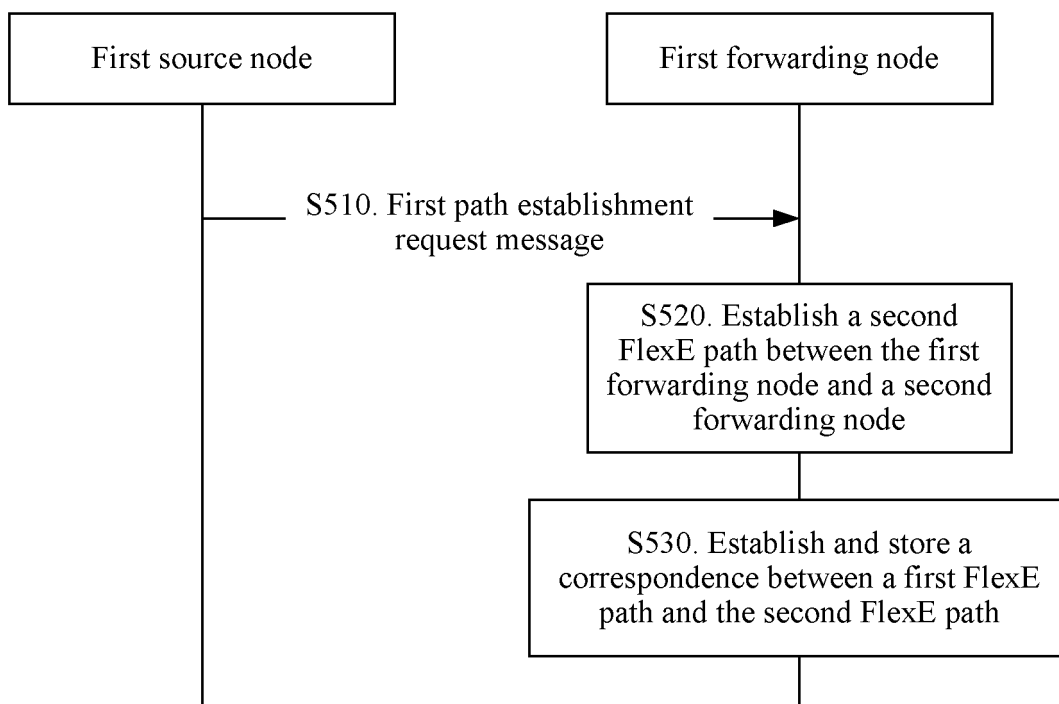 First source node
First forwarding node
S510. First path establishment
request message
S520. Establish a second
FlexE path between the first
forwarding node and a second
forwarding node
S530. Establish and store a
correspondence between a first FlexE
path and the second FlexE path